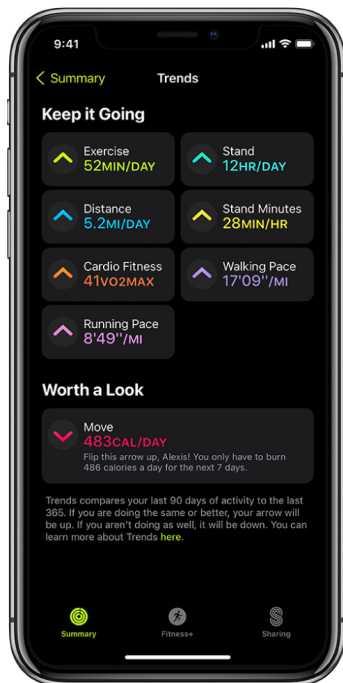 9:41
Summary Trends
Keep it Going
Exercise
52MIN/DAY
Stand
12HR/DAY
Distance
5.2MI/DAY
Stand Minutes
28MIN/HR
Cardio Fitness
41VO2MAX
Walking Pace
17'09"/MI
Running Pace
8'49"/MI
Worth a Look
Move
483CAL/DAY
Flip this arrow up, Alexis! You only have to burn
486 calories a day for the next 7 days.
Trends compares your last 90 days of activity to the last
365. If you are doing the same or better, your arrow will
be up. If you aren't doing as well, it will be down. You can
learn more about Trends here.
Summary Fitness+ Sharing